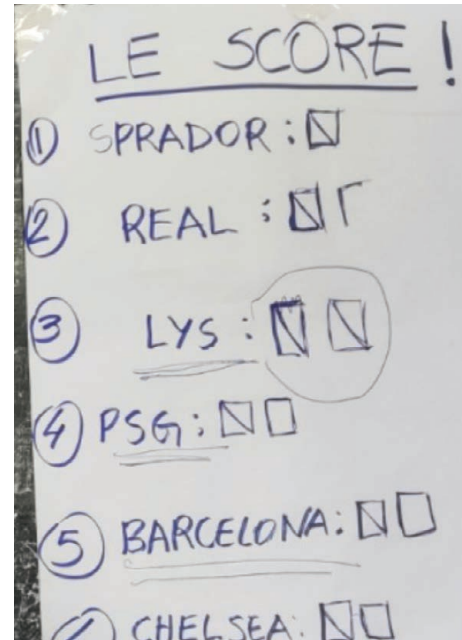 LE SCORE !
① SPRADOR :
② REAL :
③ LYS :
④ PSG :
⑤ BARCELONA :
CHELSEA :